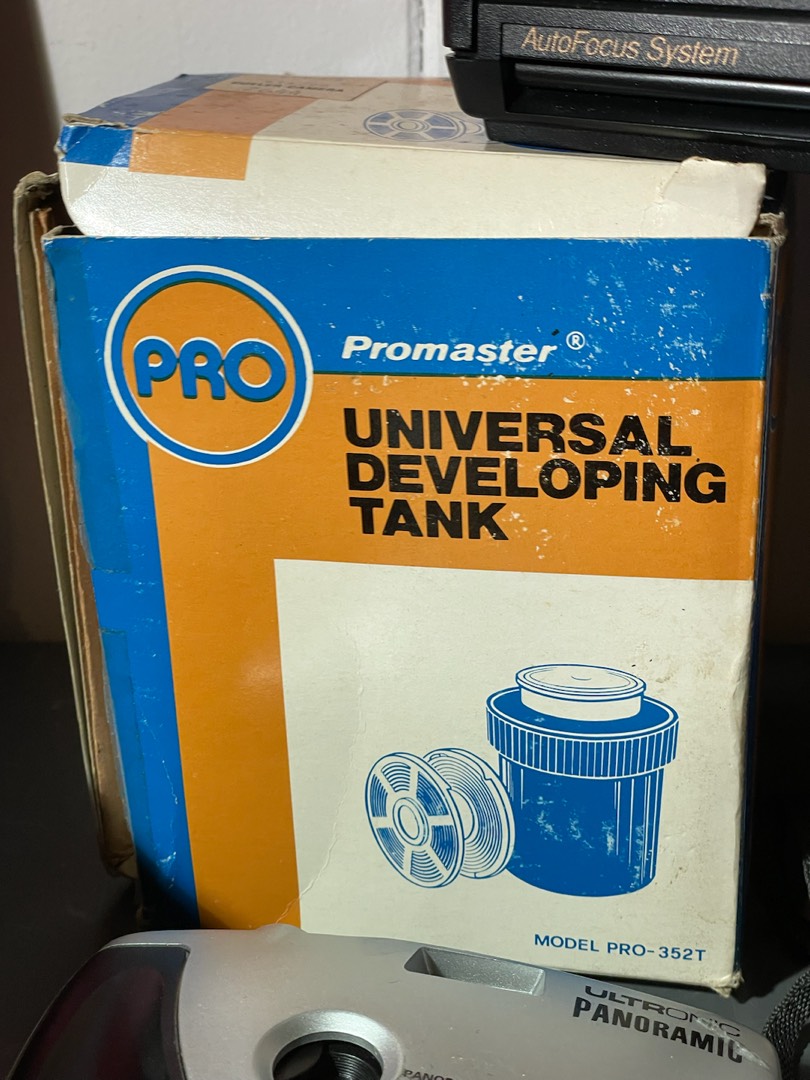 AutoFocus System
PRO
Promaster ®
UNIVERSAL
DEVELOPING
TANK
MODEL PRO-352T
ULTRONIC
PANORAMIC